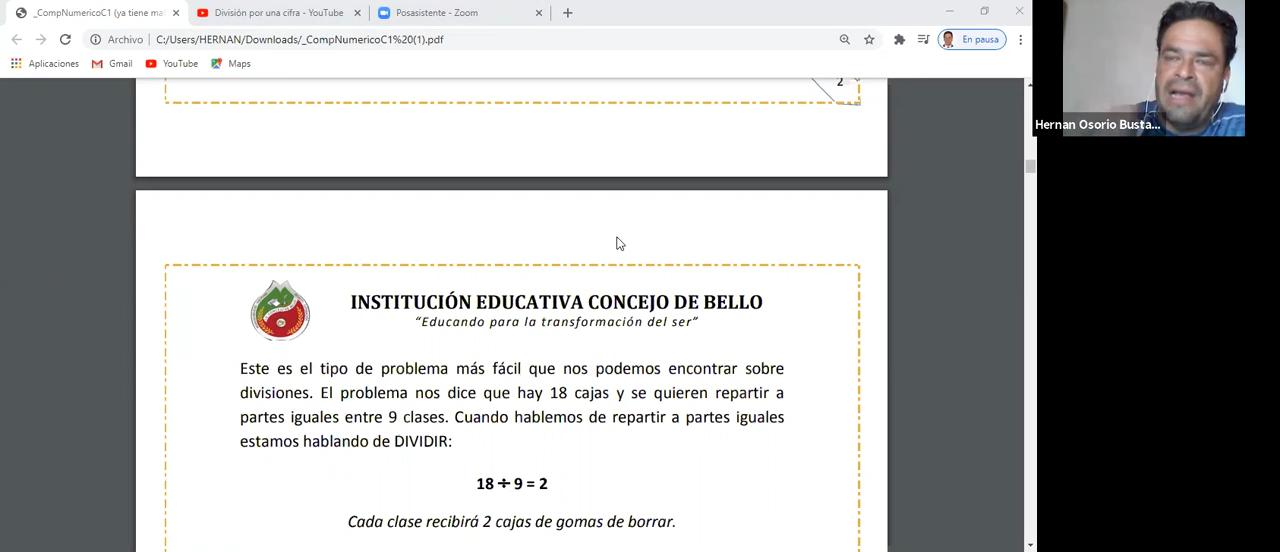 _CompNumericoC1 (ya tiene ma
División por una cifra - YouTube
Posasistente - Zoom
Archivo
C:/Users/HERNAN/Downloads/_CompNumericoC1%20(1).pdf
En pausa
Aplicaciones
Gmail
YouTube
Maps
Hernan Osorio Busta...
2
INSTITUCIÓN EDUCATIVA CONCEJO DE BELLO
“Educando para la transformación del ser”
Este es el tipo de problema más fácil que nos podemos encontrar sobre
divisiones. El problema nos dice que hay 18 cajas y se quieren repartir a
partes iguales entre 9 clases. Cuando hablemos de repartir a partes iguales
estamos hablando de DIVIDIR:
18 ÷ 9 = 2
Cada clase recibirá 2 cajas de gomas de borrar.